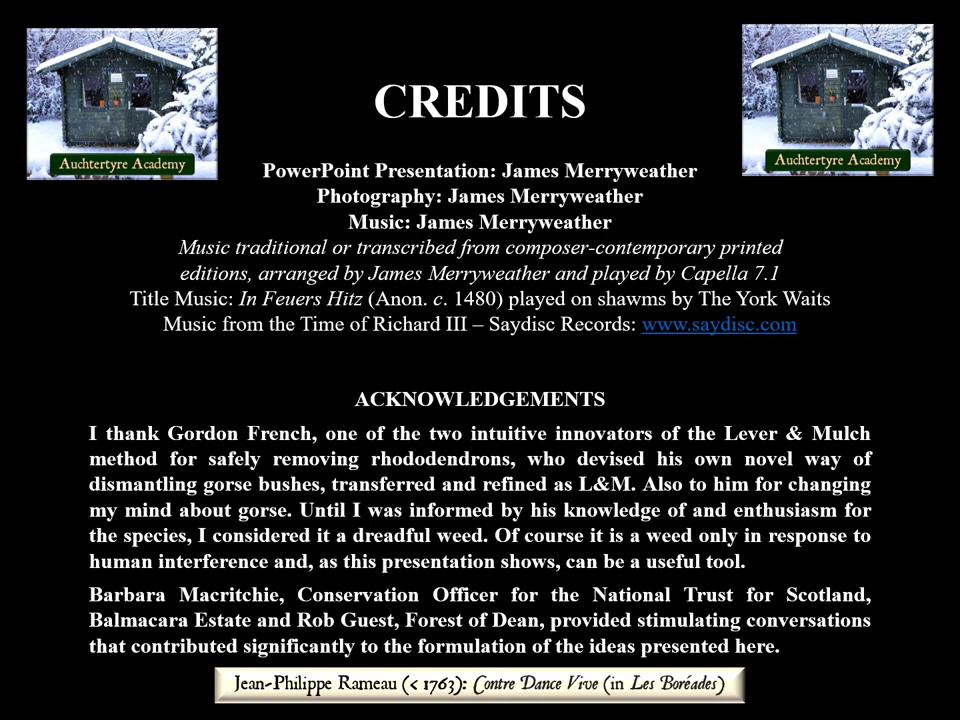 CREDITS
Auchtertyre Academy
Auchtertyre Academy
PowerPoint Presentation: James Merryweather
Photography: James Merryweather
Music: James Merryweather
Music traditional or transcribed from composer-contemporary printed
editions, arranged by James Merryweather and played by Capella 7.1
Title Music: In Feuers Hitz (Anon. c. 1480) played on shawms by The York Waits
Music from the Time of Richard III – Saydisc Records: www.saydisc.com
ACKNOWLEDGEMENTS
I thank Gordon French, one of the two intuitive innovators of the Lever & Mulch
method for safely removing rhododendrons, who devised his own novel way of
dismantling gorse bushes, transferred and refined as L&M. Also to him for changing
my mind about gorse. Until I was informed by his knowledge of and enthusiasm for
the species, I considered it a dreadful weed. Of course it is a weed only in response to
human interference and, as this presentation shows, can be a useful tool.
Barbara Macritchie, Conservation Officer for the National Trust for Scotland,
Balmacara Estate and Rob Guest, Forest of Dean, provided stimulating conversations
that contributed significantly to the formulation of the ideas presented here.
Jean-Philippe Rameau (< 1763): Contre Dance Vive (in Les Boréades)